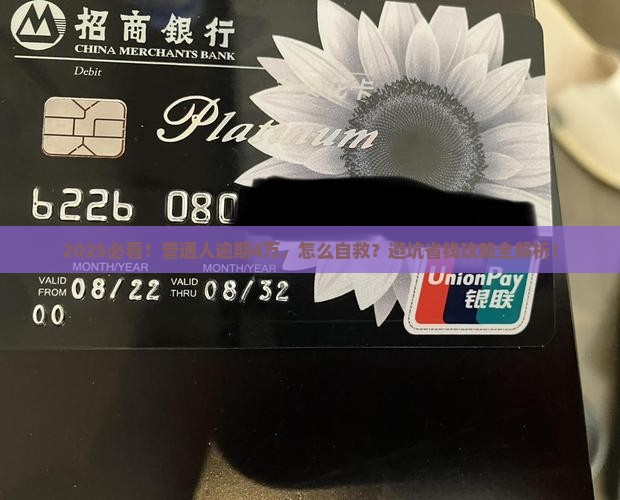 招商銀行
CHINA MERCHANTS BANK
Debit
Platinum
6226 080
2025必看！普通人逾期4万，怎么自救？避坑省钱攻略全解析！
MONTH/YEAR MONTH/YEAR
VALID FROM 08/22 VALID THRU 08/32
00
UnionPay
银联